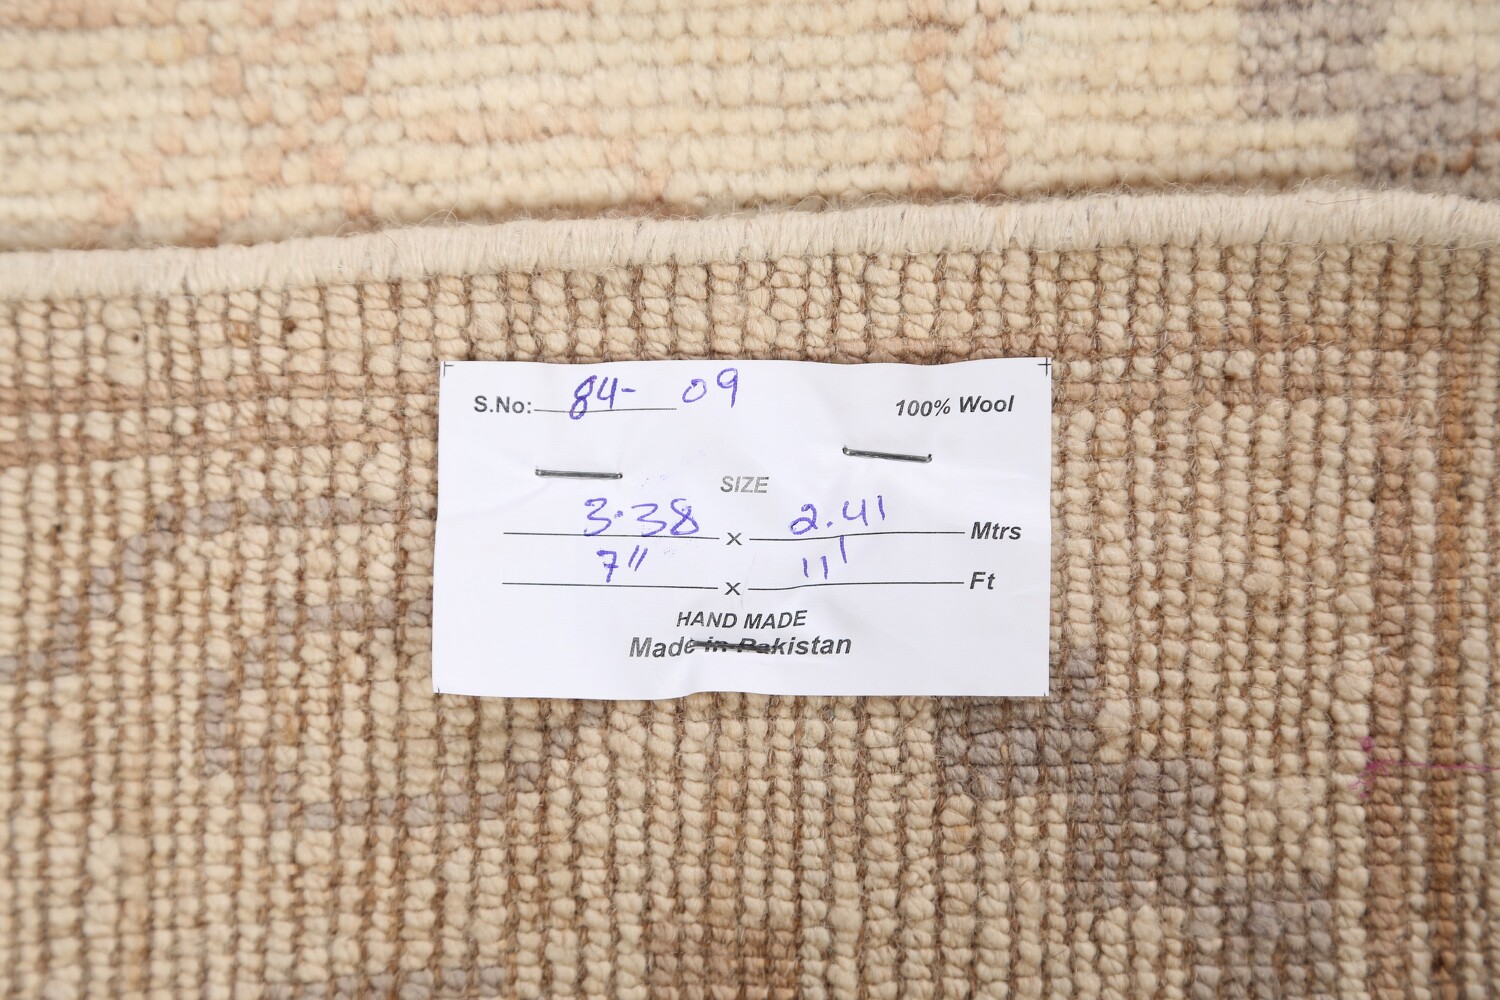 S.No: 84- 09 100% Wool
SIZE
3.38 x 2.41 Mtrs
7" x 11' Ft
HAND MADE
Made in Pakistan